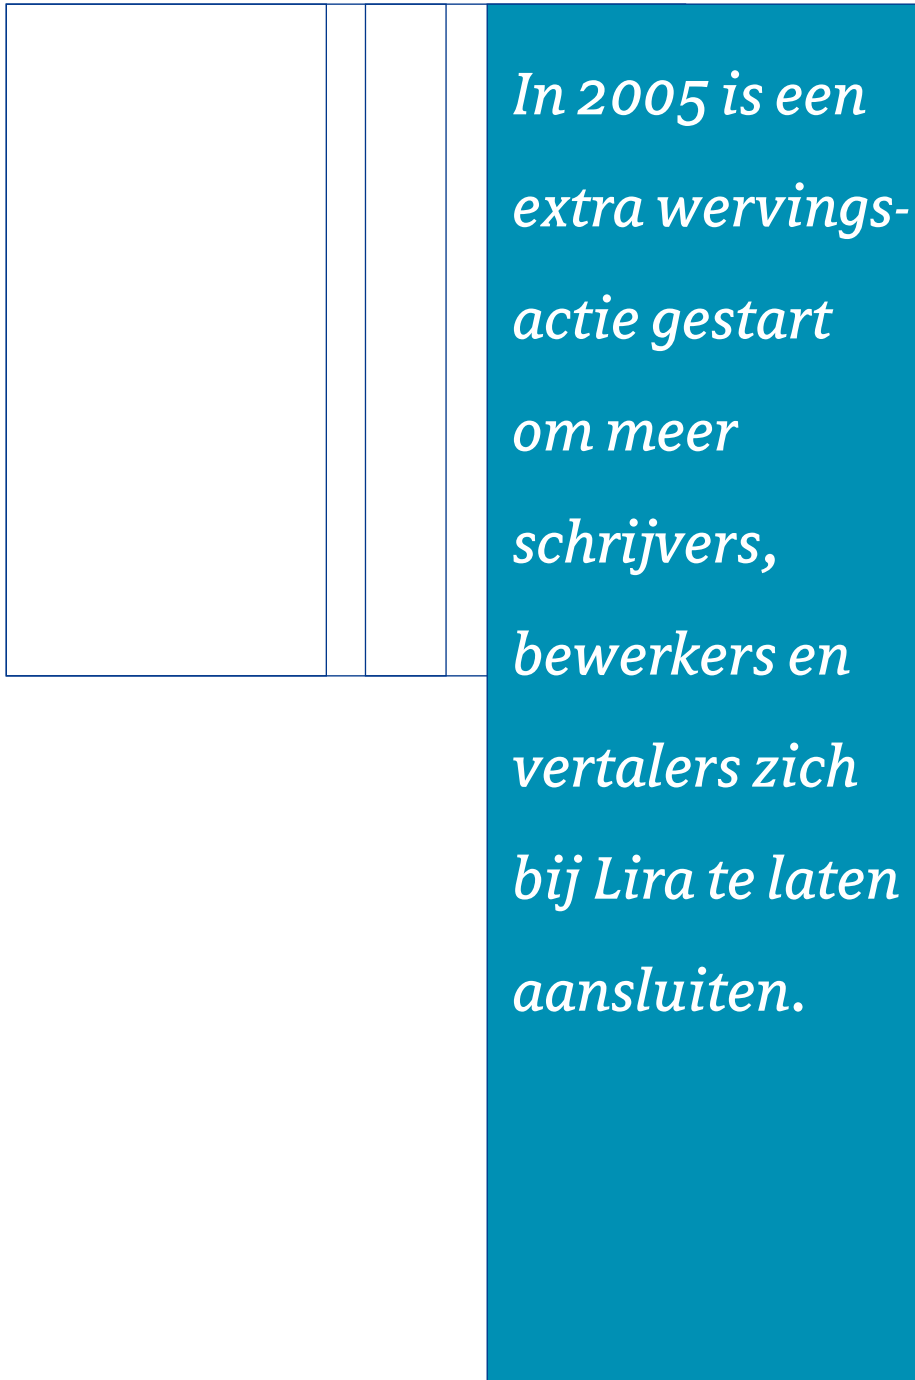 In 2005 is een
extra wervings-
actie gestart
om meer
schrijvers,
bewerkers en
vertalers zich
bij Lira te laten
aansluiten.